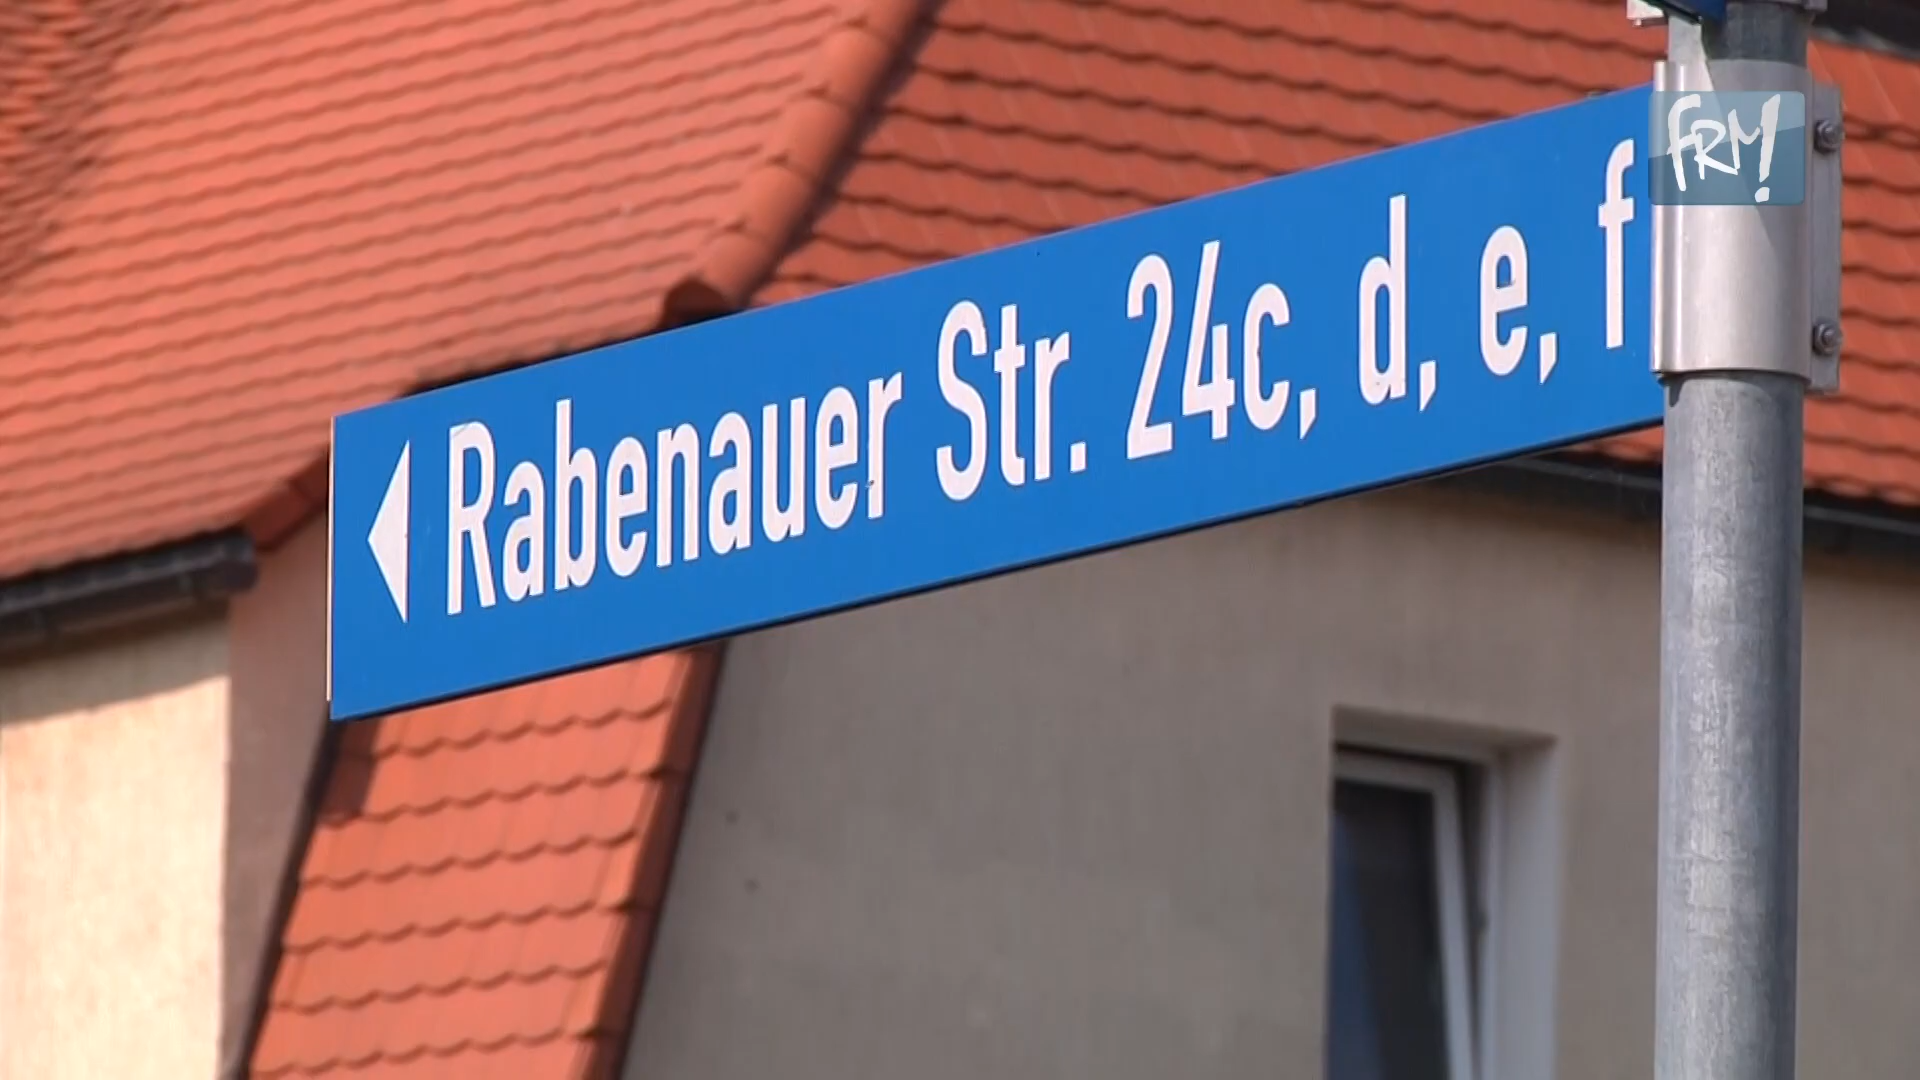 Rabenauer Str. 24c, d, e, f
FRM!